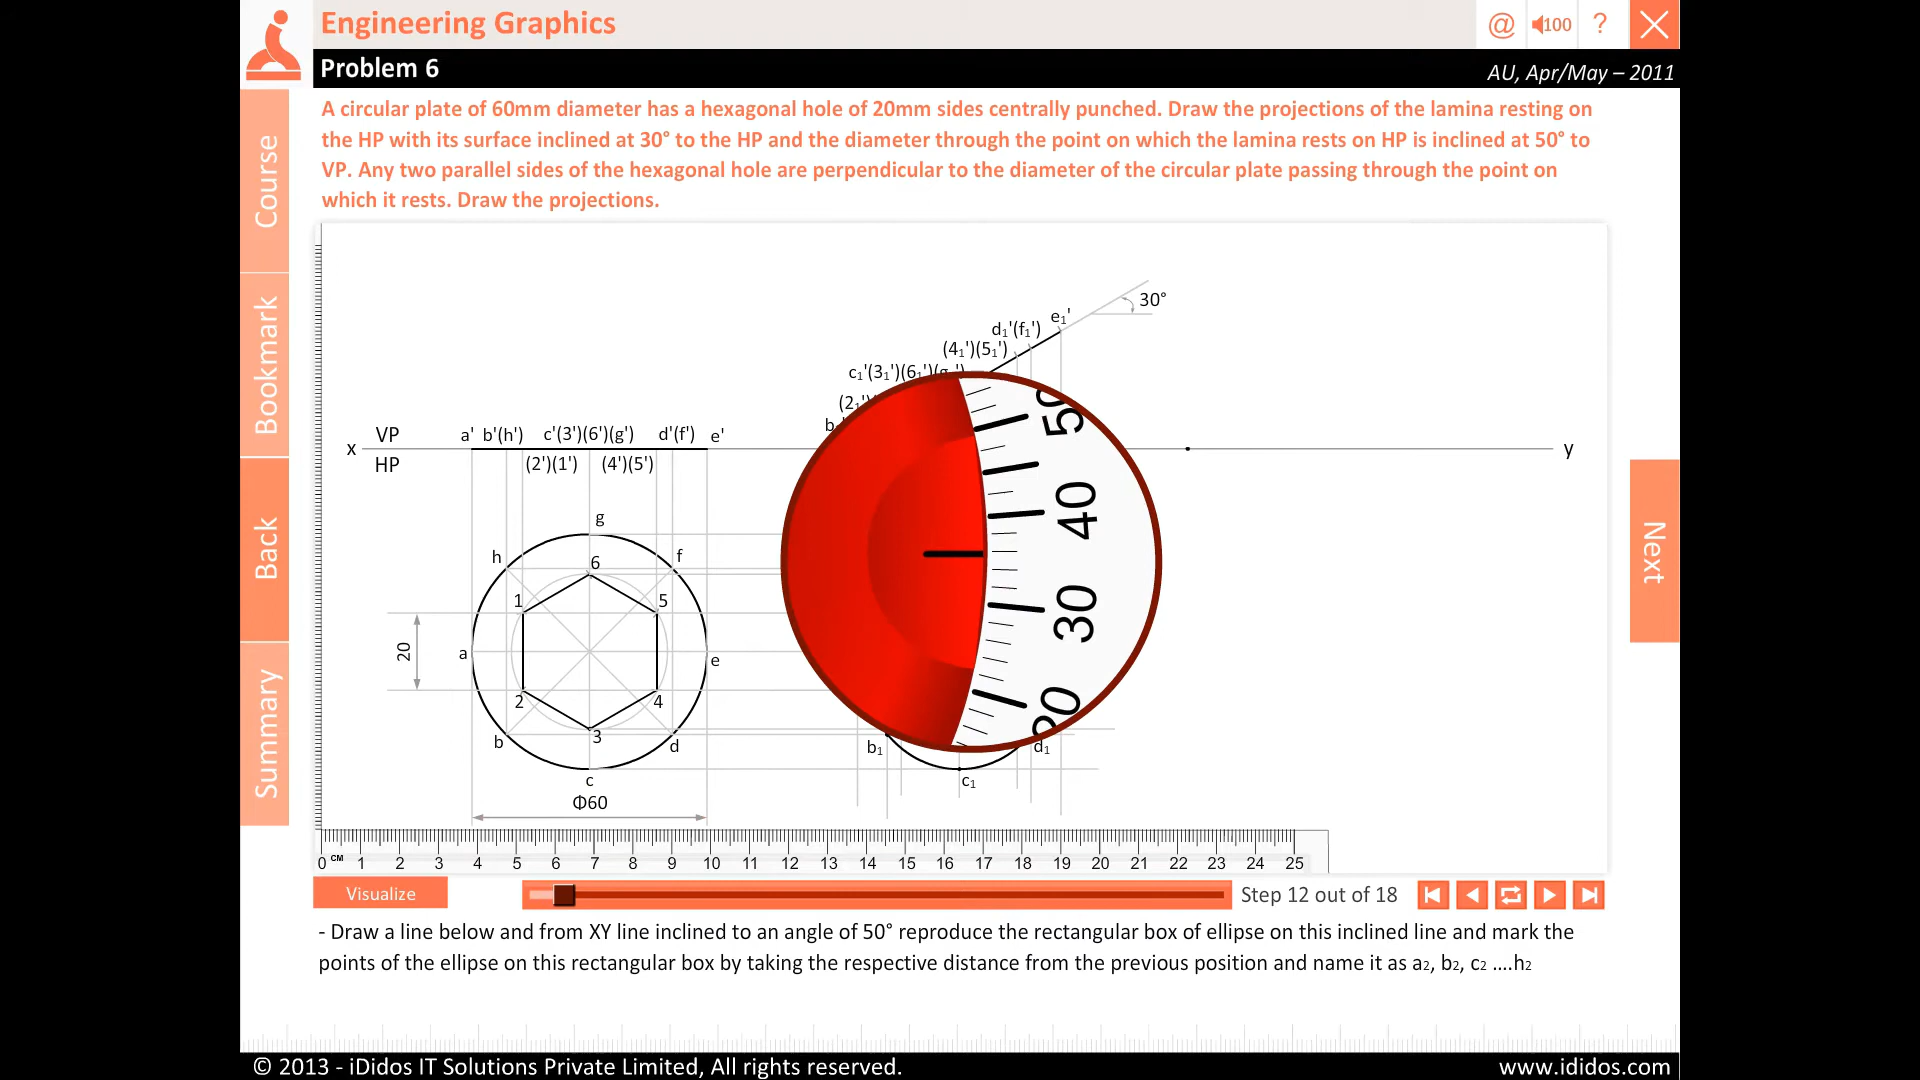 Engineering Graphics
@ 100 ?
Problem 6
AU, Apr/May – 2011
A circular plate of 60mm diameter has a hexagonal hole of 20mm sides centrally punched. Draw the projections of the lamina resting on
the HP with its surface inclined at 30° to the HP and the diameter through the point on which the lamina rests on HP is inclined at 50° to
VP. Any two parallel sides of the hexagonal hole are perpendicular to the diameter of the circular plate passing through the point on
which it rests. Draw the projections.
Course
Bookmark
Back
Summary
Next
30°
e₁'
d₁'(f₁')
(4₁')(5₁')
c₁'(3₁')(6₁')
(2₁')
b
x VP HP y
a' b'(h') c'(3')(6')(g') d'(f') e'
(2')(1') (4')(5')
g
h f
6
1 5
20
a e
2 4
3
b d
c
Φ60
50
40
30
20
b₁ d₁
c₁
0 CM 1 2 3 4 5 6 7 8 9 10 11 12 13 14 15 16 17 18 19 20 21 22 23 24 25
Visualize
Step 12 out of 18
- Draw a line below and from XY line inclined to an angle of 50° reproduce the rectangular box of ellipse on this inclined line and mark the
points of the ellipse on this rectangular box by taking the respective distance from the previous position and name it as a₂, b₂, c₂ ....h₂
© 2013 - iDidos IT Solutions Private Limited, All rights reserved.
www.ididos.com